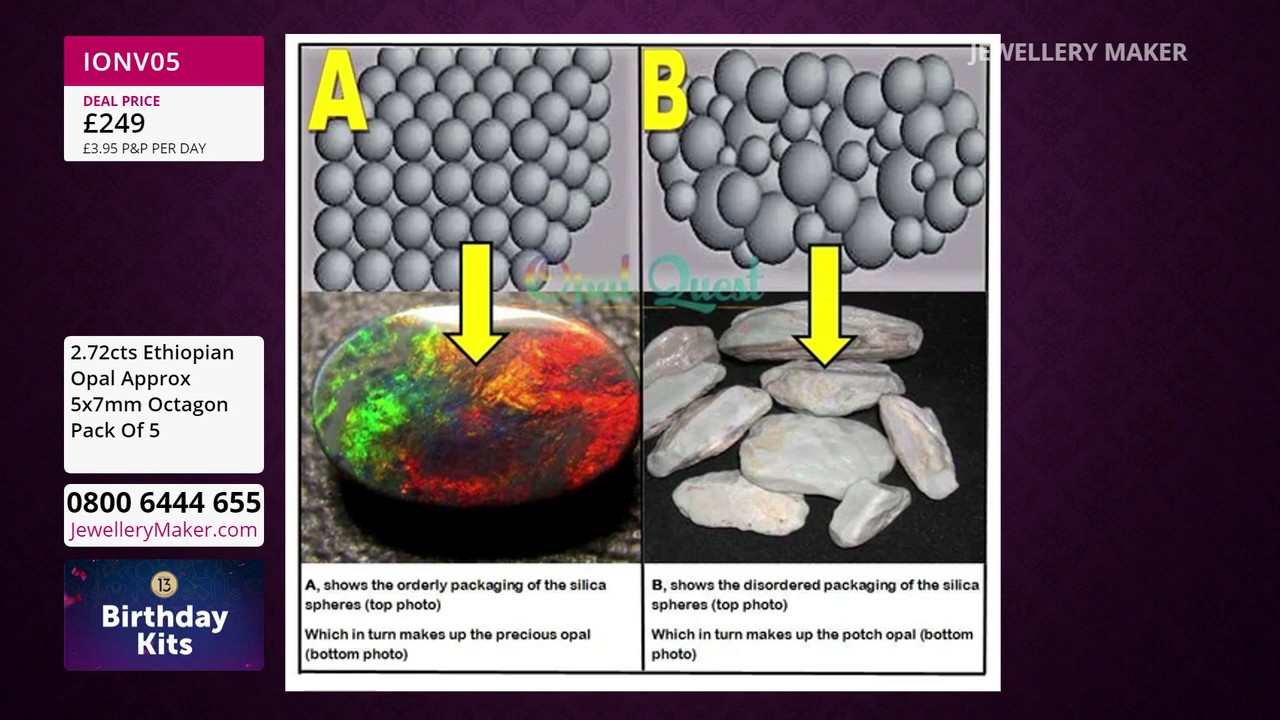 IONV05
DEAL PRICE
£249
£3.95 P&P PER DAY
2.72cts Ethiopian
Opal Approx
5x7mm Octagon
Pack Of 5
0800 6444 655
JewelleryMaker.com
13
Birthday
Kits
JEWELLERY MAKER
A
B
Opal Quest
A, shows the orderly packaging of the silica
spheres (top photo)
Which in turn makes up the precious opal
(bottom photo)
B, shows the disordered packaging of the silica
spheres (top photo)
Which in turn makes up the potch opal (bottom
photo)